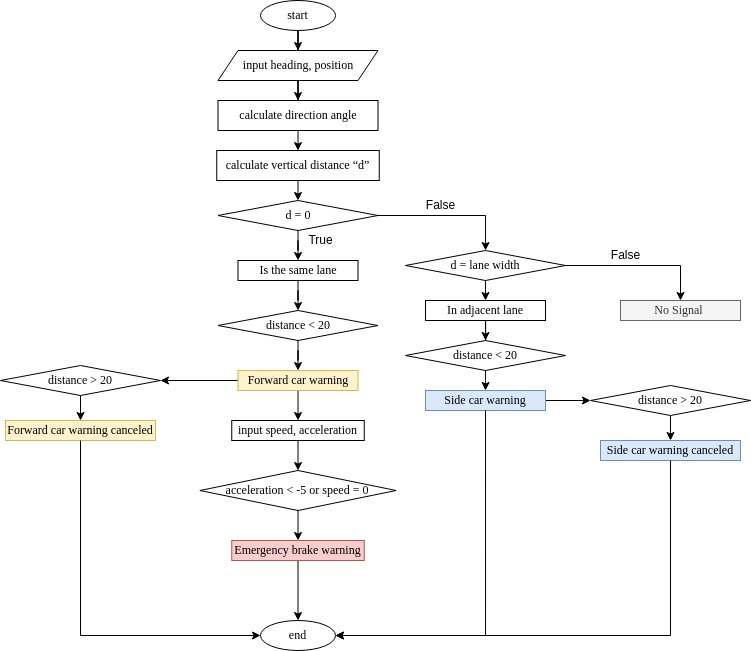 start
input heading, position
calculate direction angle
calculate vertical distance “d”
d = 0
False
True
d = lane width
False
Is the same lane
In adjacent lane
No Signal
distance < 20
distance < 20
distance > 20
Forward car warning
Side car warning
distance > 20
Forward car warning canceled
input speed, acceleration
Side car warning canceled
acceleration < -5 or speed = 0
Emergency brake warning
end